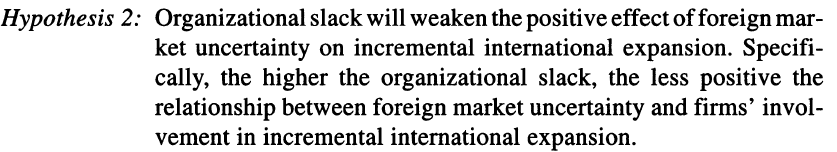 Hypothesis 2: Organizational slack will weaken the positive effect of foreign mar-
ket uncertainty on incremental international expansion. Specifi-
cally, the higher the organizational slack, the less positive the
relationship between foreign market uncertainty and firms' invol-
vement in incremental international expansion.